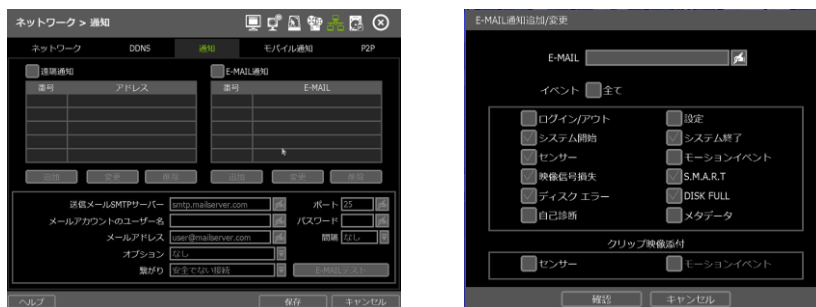 ネットワーク > 通知
ネットワーク DDNS 通知 モバイル通知 P2P
遠隔通知 E-MAIL通知
番号 アドレス 番号 E-MAIL
追加 変更 削除 追加 変更 削除
送信メールSMTPサーバー smtp.mailserver.com ポート 25
メールアカウントのユーザー名 パスワード
メールアドレス user@mailserver.com 間隔 なし
オプション なし
繋がり 安全でない接続 E-MAILテスト
ヘルプ 保存 キャンセル
E-MAIL通知追加/変更
E-MAIL
イベント 全て
ログイン/アウト 設定
システム開始 システム終了
センサー モーションイベント
映像信号損失 S.M.A.R.T
ディスク エラー DISK FULL
自己診断 メタデータ
クリップ映像添付
センサー モーションイベント
確認 キャンセル